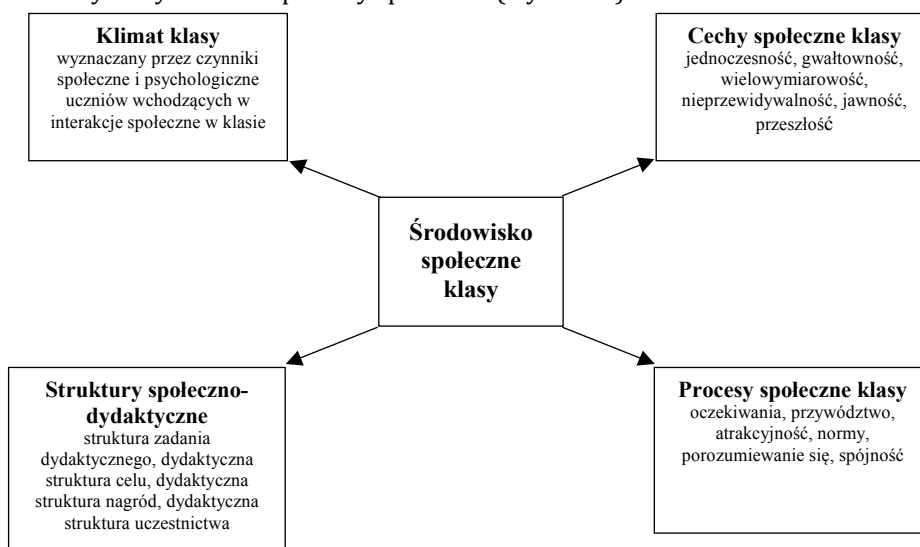 Klimat klasy
wyznaczany przez czynniki
społeczne i psychologiczne
uczniów wchodzących w
interakcje społeczne w klasie
Cechy społeczne klasy
jednoczesność, gwałtowność,
wielowymiarowość,
nieprzewidywalność, jawność,
przeszłość
Środowisko
społeczne
klasy
Struktury społeczno-
dydaktyczne
struktura zadania
dydaktycznego, dydaktyczna
struktura celu, dydaktyczna
struktura nagród, dydaktyczna
struktura uczestnictwa
Procesy społeczne klasy
oczekiwania, przywództwo,
atrakcyjność, normy,
porozumiewanie się, spójność